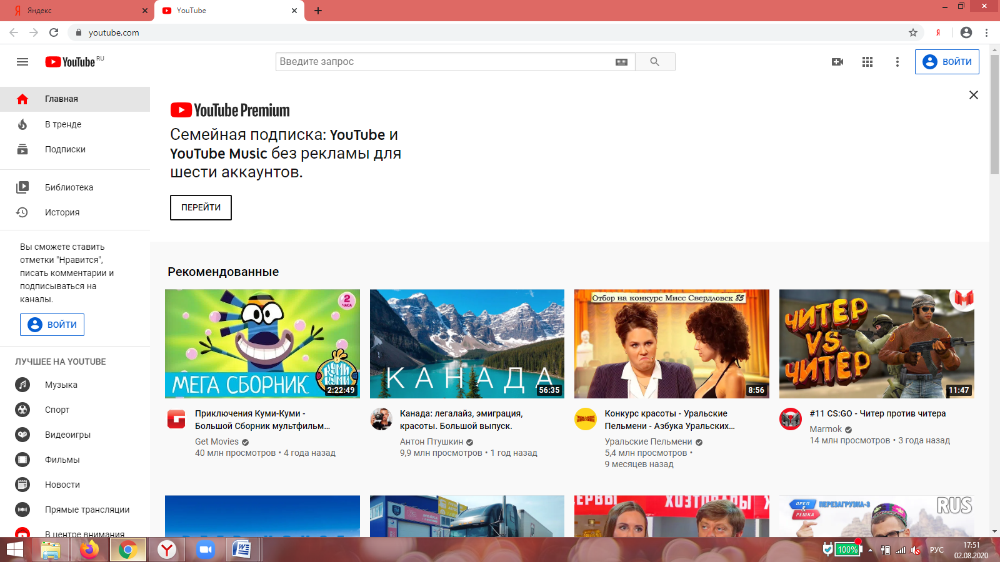 Яндекс
YouTube
youtube.com
Я
YouTube RU
Введите запрос
ВОЙТИ
Главная
В тренде
Подписки
Библиотека
История
Вы сможете ставить
отметки "Нравится",
писать комментарии и
подписываться на
каналы.
ВОЙТИ
ЛУЧШЕЕ НА YOUTUBE
Музыка
Спорт
Видеоигры
Фильмы
Новости
Прямые трансляции
В центре внимания
YouTube Premium
Семейная подписка: YouTube и
YouTube Music без рекламы для
шести аккаунтов.
ПЕРЕЙТИ
Рекомендованные
2
ЧАСА
МЕГА СБОРНИК
КУМИ
КУМИ
2:22:49
Приключения Куми-Куми -
Большой Сборник мультфильм...
Get Movies
40 млн просмотров • 4 года назад
КАНАДА
56:35
Канада: легалайз, эмиграция,
красоты. Большой выпуск.
Антон Птушкин
9,9 млн просмотров • 1 год назад
Отбор на конкурс Мисс Свердловск 85
8:56
Конкурс красоты - Уральские
Пельмени - Азбука Уральских...
Уральские Пельмени
5,4 млн просмотров •
9 месяцев назад
ЧИТЕР
VS.
ЧИТЕР
11:47
#11 CS:GO - Читер против читера
Marmok
14 млн просмотров • 3 года назад
ЕРВЫ ХОЗТОВАРЫ
ОРЕЛ
&
РЕШКА
ПЕРЕЗАГРУЗКА-3
RUS
100%
РУС
17:51
02.08.2020